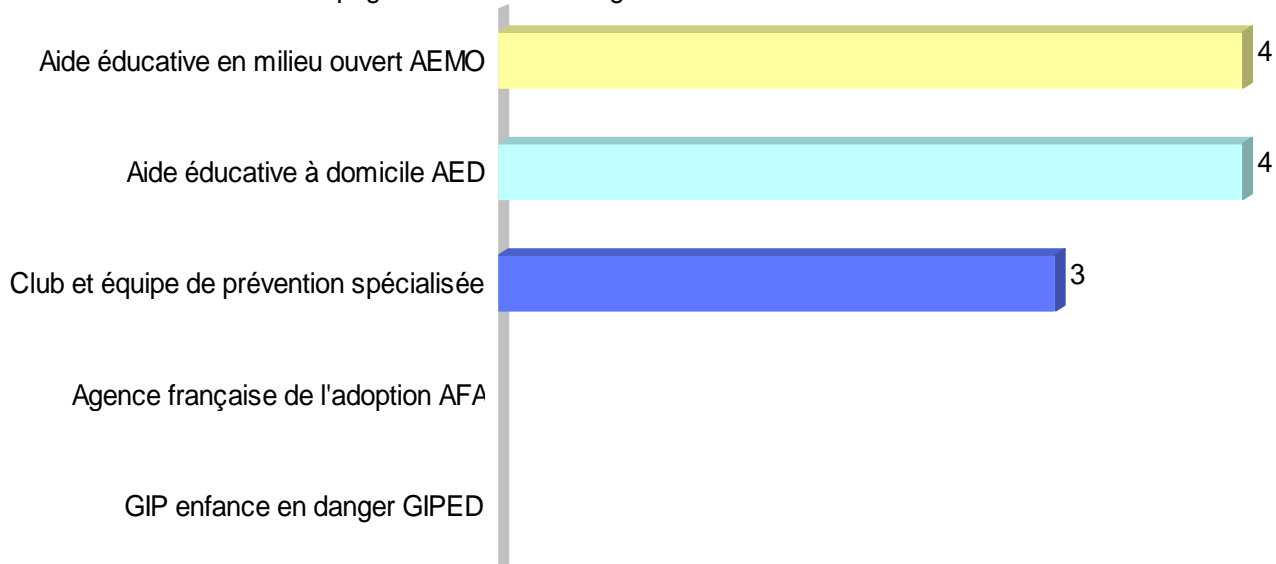 Aide éducative en milieu ouvert AEMO 4
Aide éducative à domicile AED 4
Club et équipe de prévention spécialisée 3
Agence française de l'adoption AFA
GIP enfance en danger GIPED